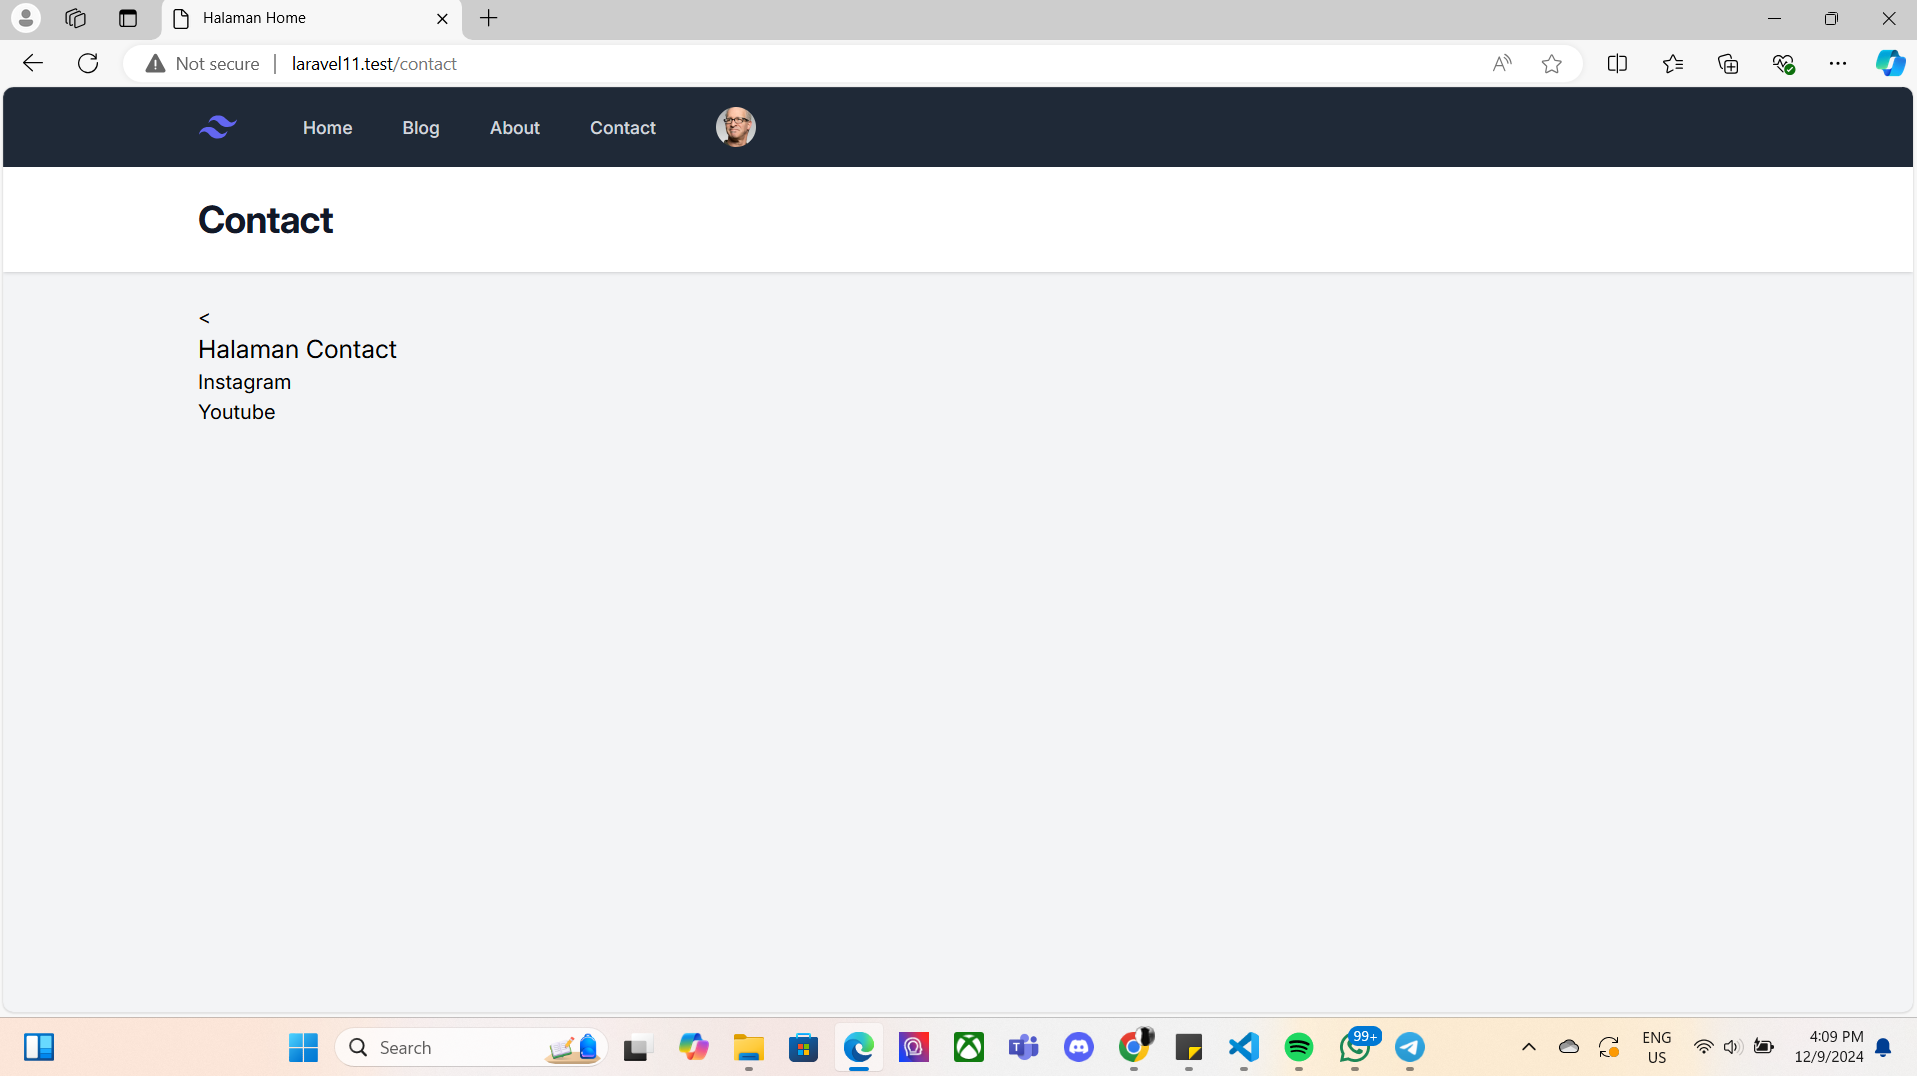 Halaman Home
Not secure
laravel11.test/contact
Home
Blog
About
Contact
Contact
<
Halaman Contact
Instagram
Youtube
Search
99+
ENG
US
4:09 PM
12/9/2024